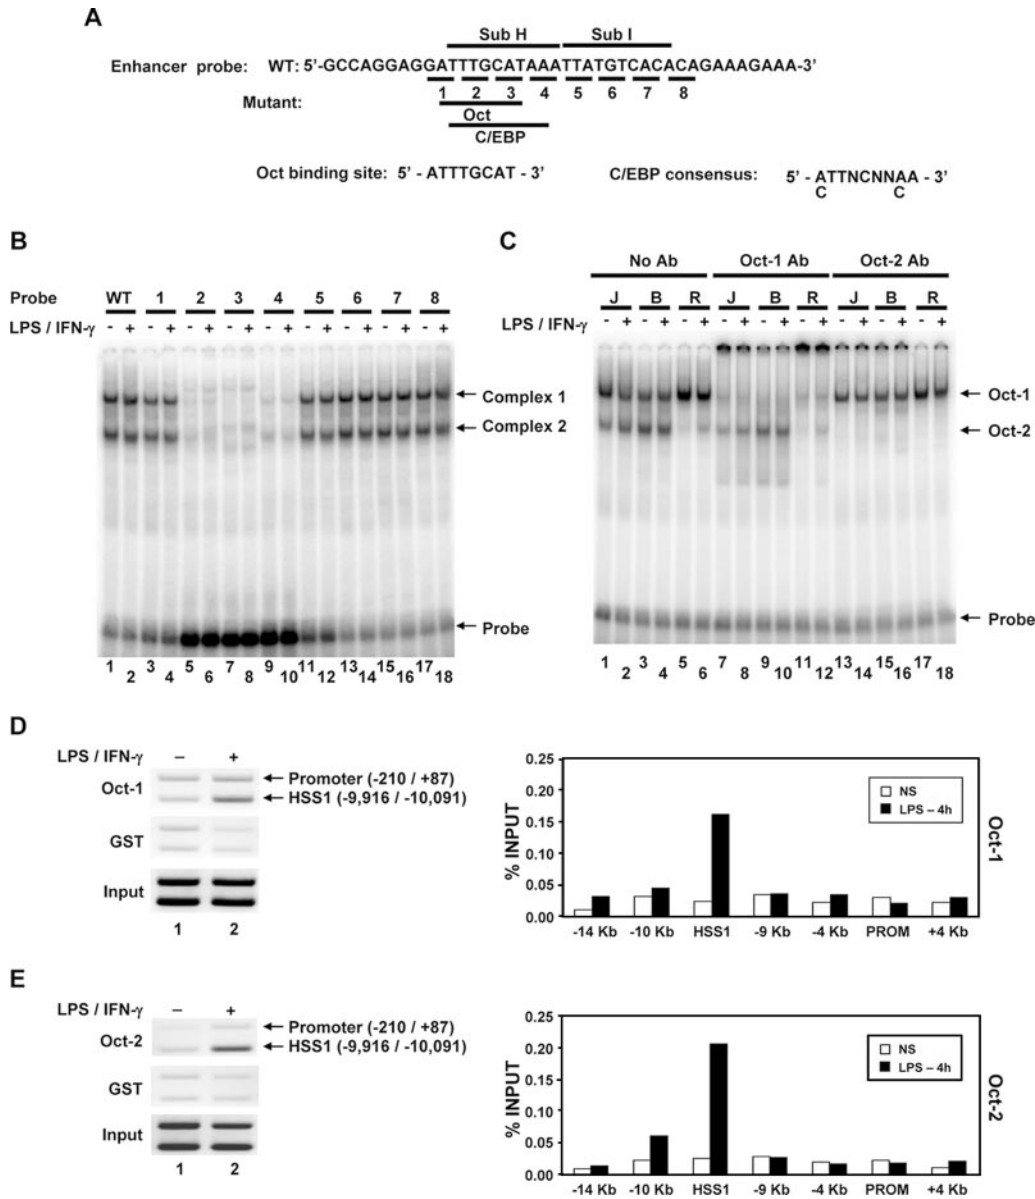 A
Sub H Sub I
Enhancer probe: WT: 5'-GCCAGGAGGATTTGCATAAATTATGTCACACAGAAAGAAA-3'
1 2 3 4 5 6 7 8
Mutant:
Oct
C/EBP
Oct binding site: 5' - ATTTGCAT - 3' C/EBP consensus: 5' - ATTNCNNAA - 3'
C C
B
Probe WT 1 2 3 4 5 6 7 8
LPS / IFN-γ - + - + - + - + - + - + - + - + - +
Complex 1
Complex 2
Probe
1 2 3 4 5 6 7 8 9 10 11 12 13 14 15 16 17 18
C
No Ab Oct-1 Ab Oct-2 Ab
J B R J B R J B R
LPS / IFN-γ - + - + - + - + - + - + - + - + - +
Oct-1
Oct-2
Probe
1 2 3 4 5 6 7 8 9 10 11 12 13 14 15 16 17 18
D
LPS / IFN-γ – +
Oct-1 Promoter (-210 / +87)
HSS1 (-9,916 / -10,091)
GST
Input
1 2
0.25
0.20
0.15
0.10
0.05
0.00
% INPUT
NS
LPS – 4h
Oct-1
-14 Kb -10 Kb HSS1 -9 Kb -4 Kb PROM +4 Kb
E
LPS / IFN-γ – +
Oct-2 Promoter (-210 / +87)
HSS1 (-9,916 / -10,091)
GST
Input
1 2
0.25
0.20
0.15
0.10
0.05
0.00
% INPUT
NS
LPS – 4h
Oct-2
-14 Kb -10 Kb HSS1 -9 Kb -4 Kb PROM +4 Kb